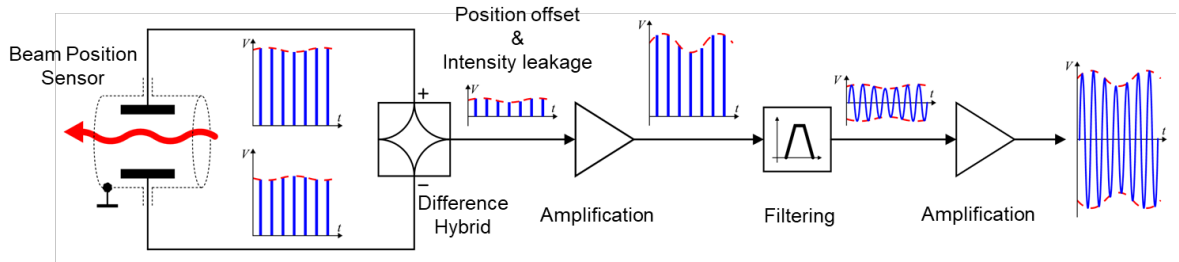 Beam Position
Sensor
V
t
V
t
+
−
Difference
Hybrid
Position offset
&
Intensity leakage
V
t
Amplification
V
t
Filtering
V
t
Amplification
V
t